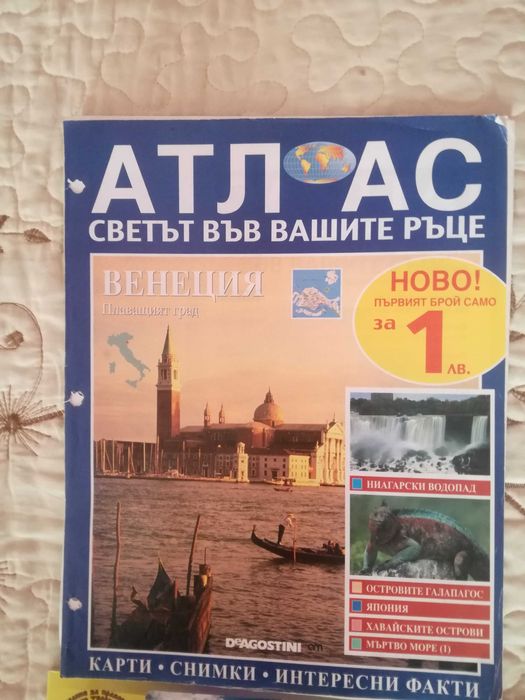 АТЛАС
СВЕТЪТ ВЪВ ВАШИТЕ РЪЦЕ
ВЕНЕЦИЯ
Плаващият град
НОВО!
ПЪРВИЯТ БРОЙ САМО
за 1 лв.
НИАГАРСКИ ВОДОПАД
ОСТРОВИТЕ ГАЛАПАГОС
ЯПОНИЯ
ХАВАЙСКИТЕ ОСТРОВИ
МЪРТВО МОРЕ (1)
DeAGOSTINI
КАРТИ • СНИМКИ • ИНТЕРЕСНИ ФАКТИ